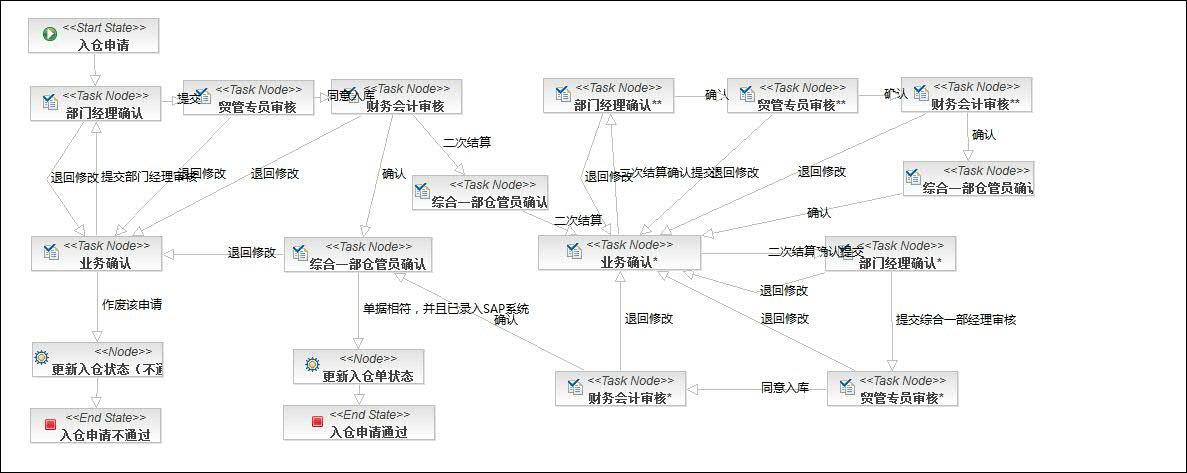 <<Start State>>
入仓申请
<<Task Node>>
部门经理确认
提交
<<Task Node>>
贸管专员审核
同意入库
<<Task Node>>
财务会计审核
<<Task Node>>
部门经理确认**
确认
<<Task Node>>
贸管专员审核**
确认
<<Task Node>>
财务会计审核**
二次结算
确认
退回修改
提交部门经理审核
退回修改
退回修改
确认
<<Task Node>>
综合一部仓管员确认
退回修改
二次结算确认提交
退回修改
退回修改
<<Task Node>>
综合一部仓管员确认
二次结算
确认
<<Task Node>>
业务确认
退回修改
<<Task Node>>
综合一部仓管员确认
<<Task Node>>
业务确认*
二次结算确认提交
<<Task Node>>
部门经理确认*
作废该申请
单据相符，并且已录入SAP系统
确认
退回修改
退回修改
退回修改
提交综合一部经理审核
<<Node>>
更新入仓状态（不通
<<Node>>
更新入仓单状态
<<Task Node>>
财务会计审核*
同意入库
<<Task Node>>
贸管专员审核*
<<End State>>
入仓申请不通过
<<End State>>
入仓申请通过